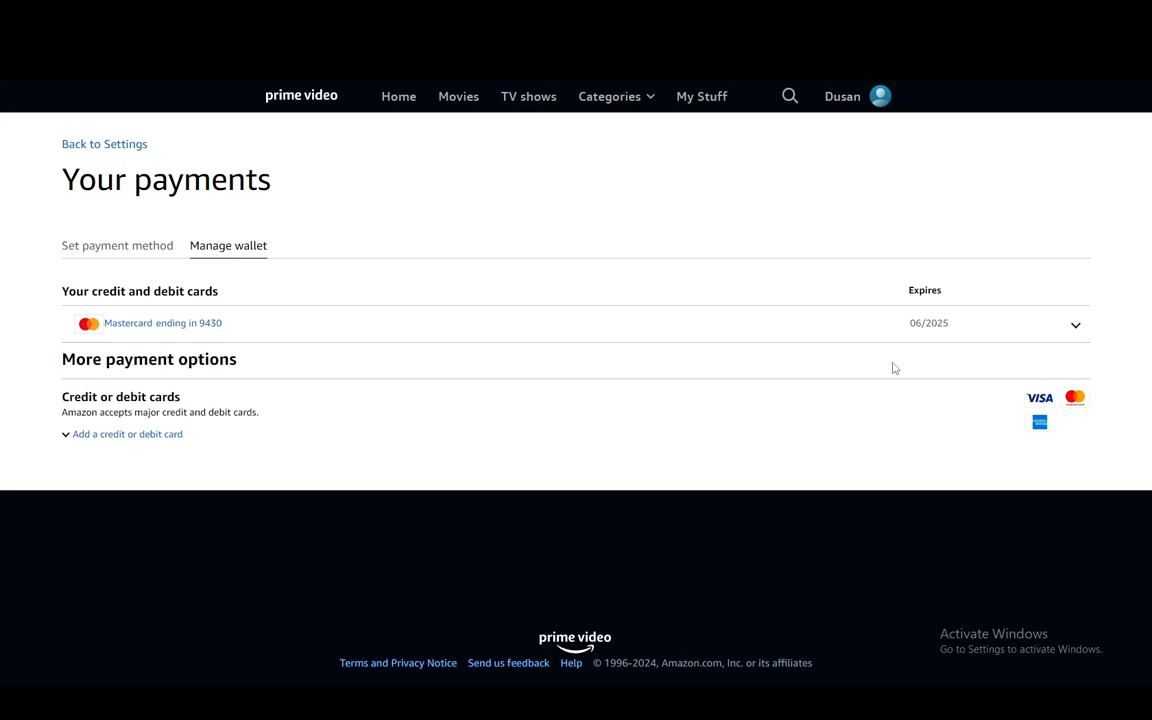 prime video Home Movies TV shows Categories My Stuff Dusan
Back to Settings
Your payments
Set payment method Manage wallet
Your credit and debit cards Expires
Mastercard ending in 9430 06/2025
More payment options
Credit or debit cards VISA
Amazon accepts major credit and debit cards.
Add a credit or debit card
prime video
Activate Windows
Go to Settings to activate Windows.
Terms and Privacy Notice Send us feedback Help © 1996-2024, Amazon.com, Inc. or its affiliates